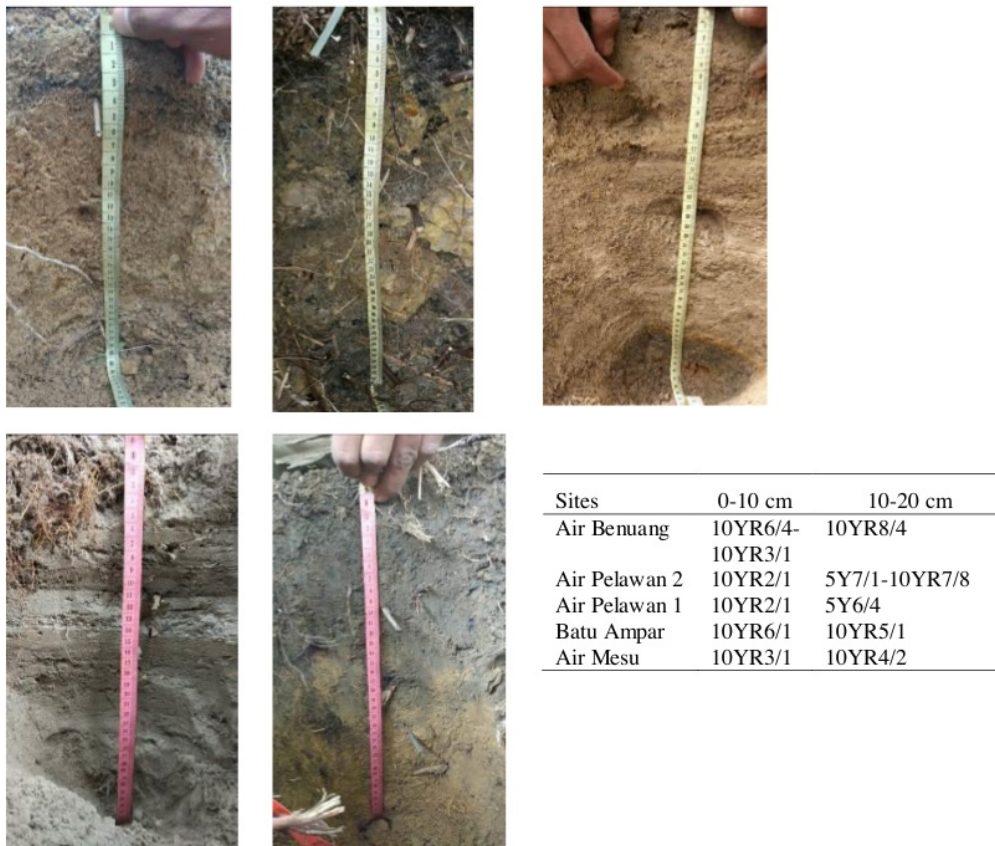 Sites 0-10 cm 10-20 cm
Air Benuang 10YR6/4- 10YR8/4
10YR3/1
Air Pelawan 2 10YR2/1 5Y7/1-10YR7/8
Air Pelawan 1 10YR2/1 5Y6/4
Batu Ampar 10YR6/1 10YR5/1
Air Mesu 10YR3/1 10YR4/2